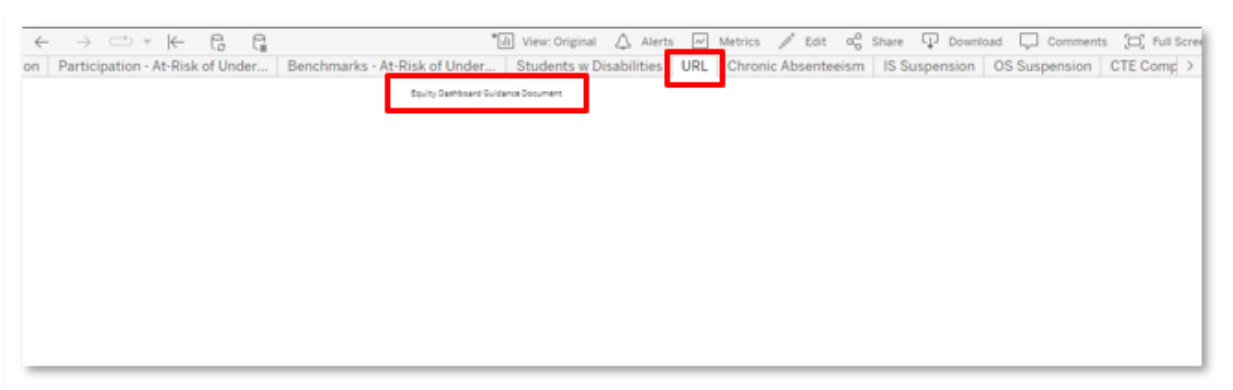 View: Original Alerts Metrics Edit Share Download Comments Full Scree
on Participation - At-Risk of Under... Benchmarks - At-Risk of Under... Students w Disabilities URL Chronic Absenteeism IS Suspension OS Suspension CTE Comp >
Equity Dashboard Guidance Document